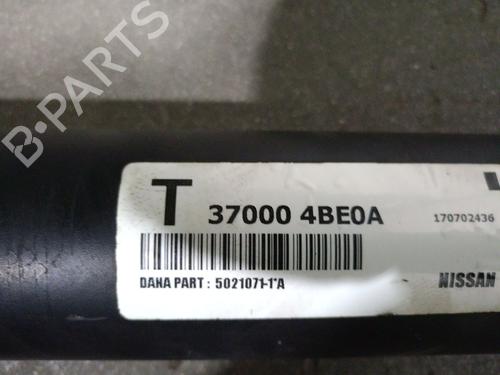 B-PARTS
T 37000 4BE0A
170702436
DANA PART : 5021071-1*A
NISSAN